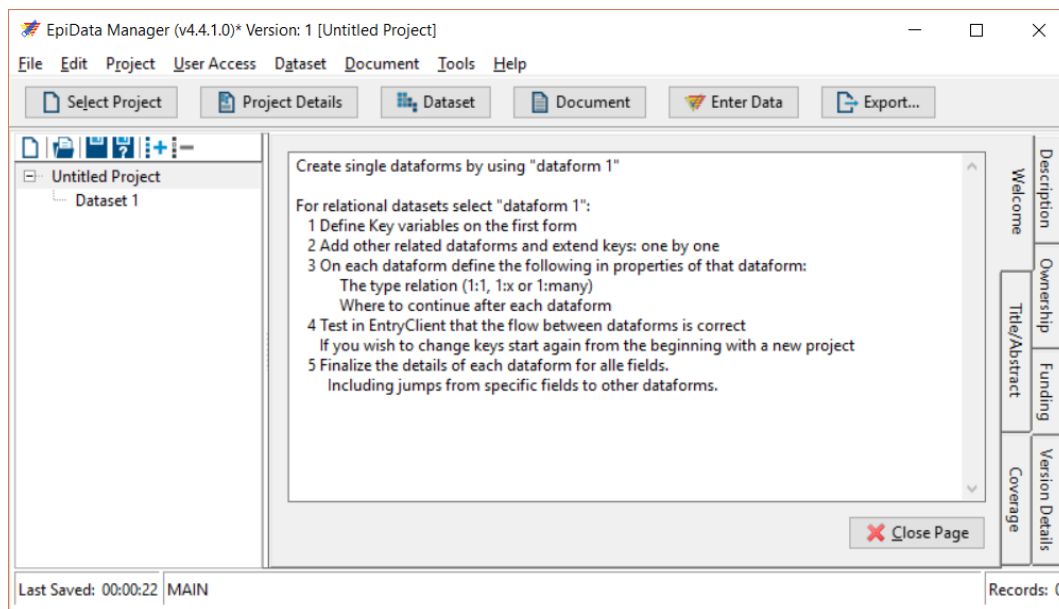 EpiData Manager (v4.4.1.0)* Version: 1 [Untitled Project]
File Edit Project User Access Dataset Document Tools Help
Select Project Project Details Dataset Document Enter Data Export...
Untitled Project
Dataset 1
Create single dataforms by using "dataform 1"
For relational datasets select "dataform 1":
1 Define Key variables on the first form
2 Add other related dataforms and extend keys: one by one
3 On each dataform define the following in properties of that dataform:
The type relation (1:1, 1:x or 1:many)
Where to continue after each dataform
4 Test in EntryClient that the flow between dataforms is correct
If you wish to change keys start again from the beginning with a new project
5 Finalize the details of each dataform for alle fields.
Including jumps from specific fields to other dataforms.
Close Page
Welcome
Title/Abstract
Coverage
Description
Ownership
Funding
Version Details
Last Saved: 00:00:22 MAIN Records: 0